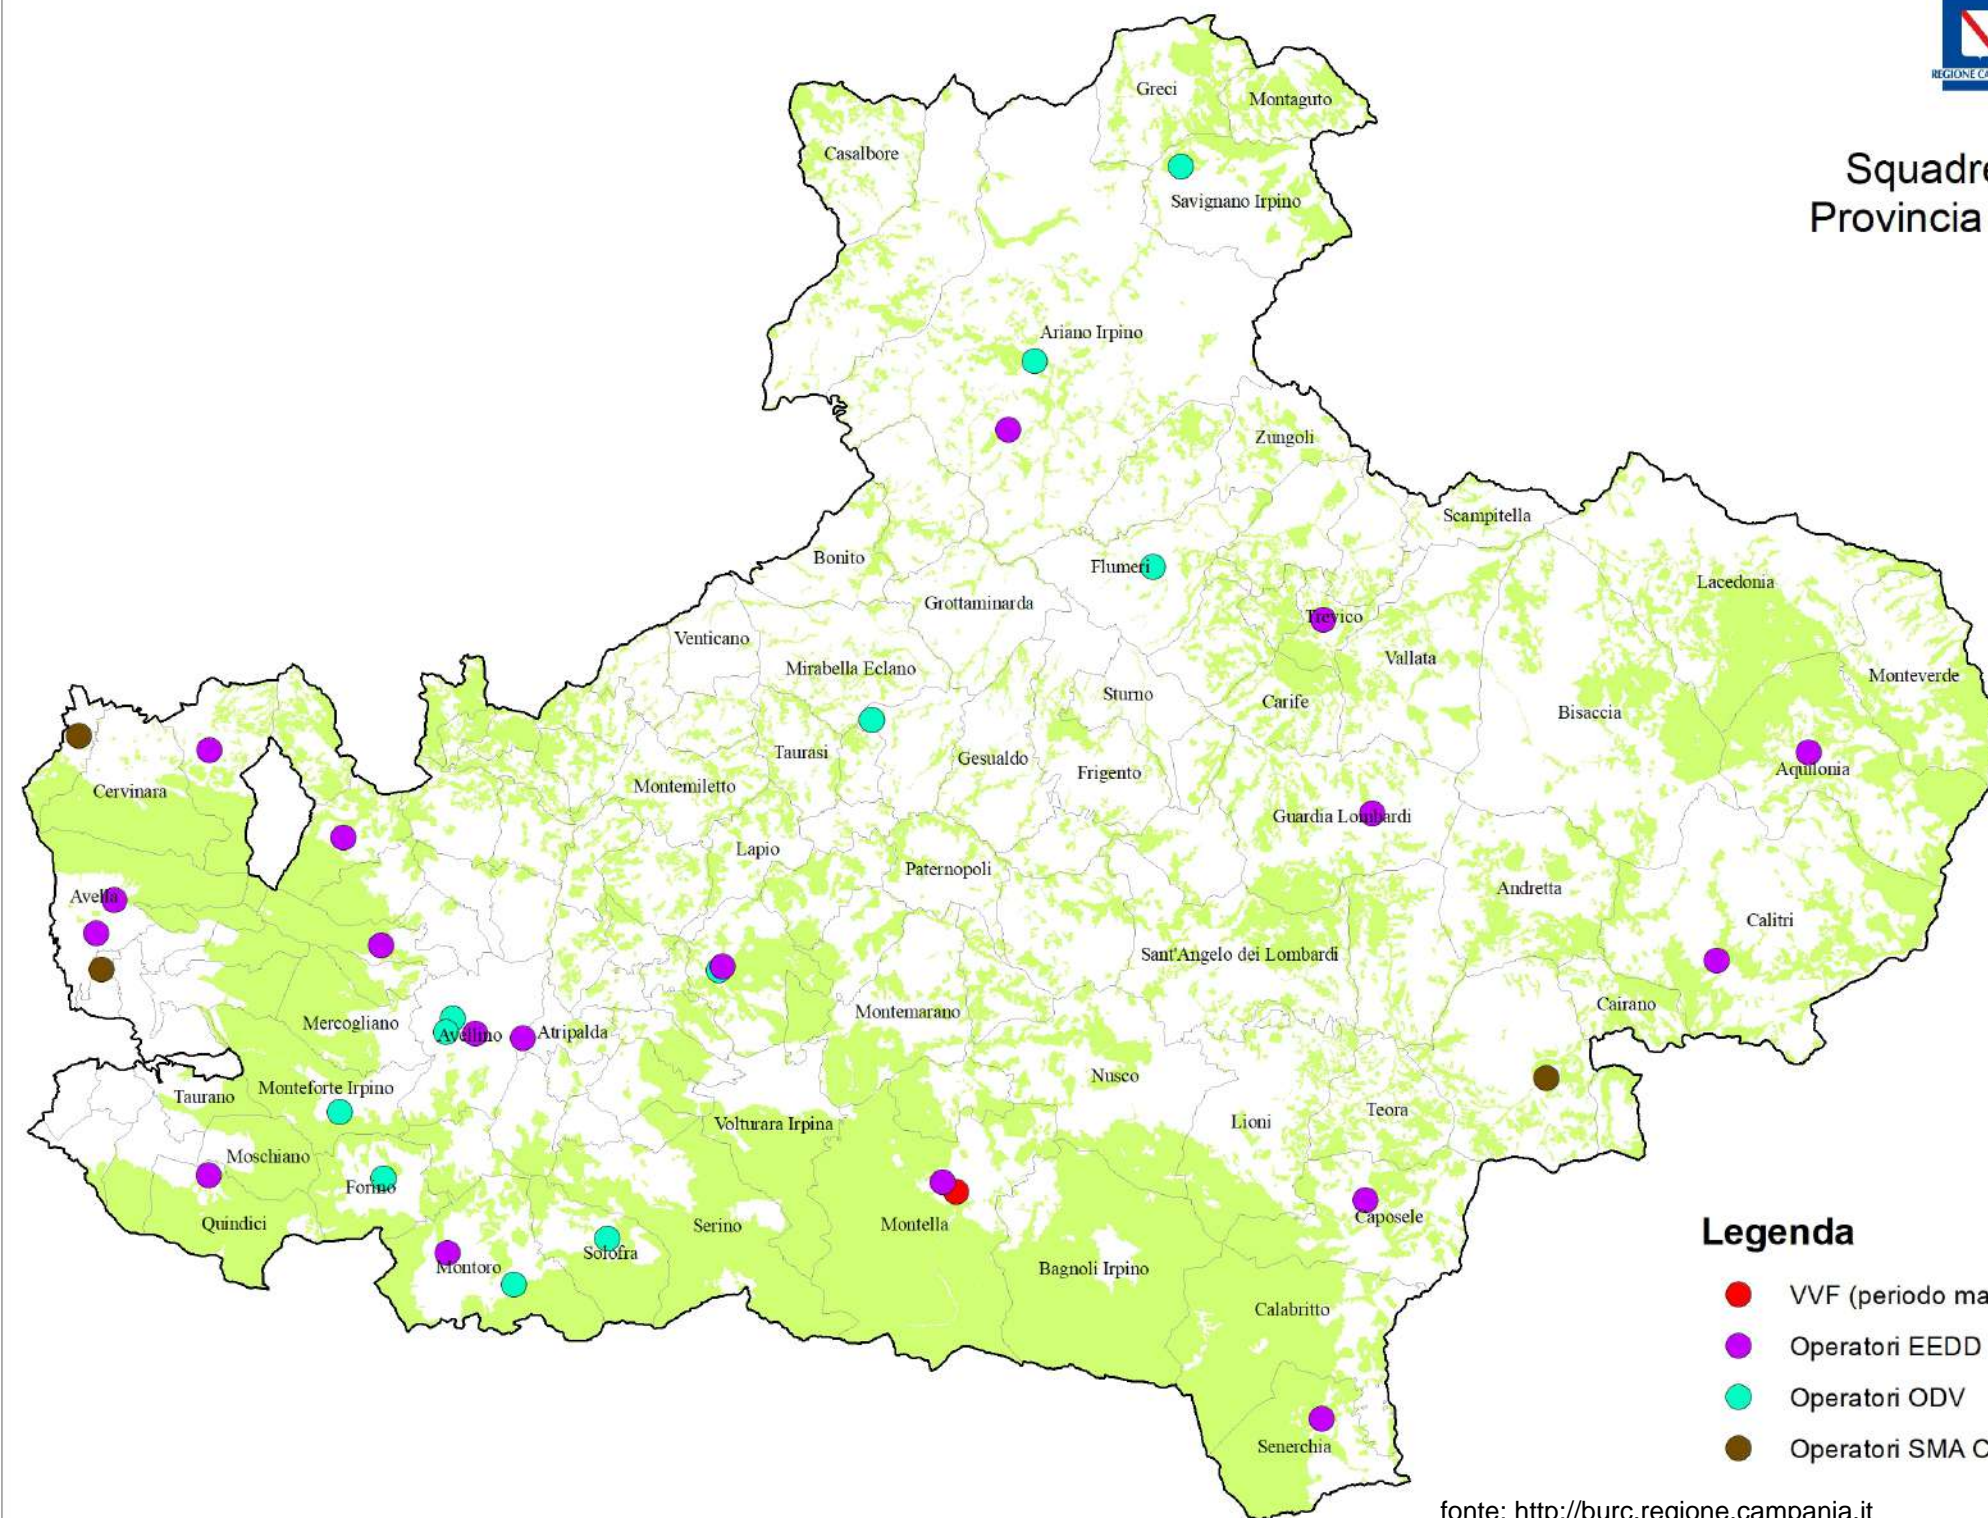 REGIONE CA
Squadre
Provincia
Greci
Montaguto
Casalbore
Savignano Irpino
Ariano Irpino
Zungoli
Scampitella
Bonito
Flumeri
Lacedonia
Grottaminarda
Trevico
Venticano
Vallata
Mirabella Eclano
Monteverde
Sturno
Carife
Bisaccia
Taurasi
Gesualdo
Frigento
Aquilonia
Montemiletto
Cervinara
Guardia Lombardi
Lapio
Paternopoli
Andretta
Avella
Calitri
Sant'Angelo dei Lombardi
Cairano
Montemarano
Mercogliano
Avellino
Atripalda
Nusco
Monteforte Irpino
Taurano
Teora
Volturara Irpina
Lioni
Moschiano
Forino
Quindici
Serino
Montella
Caposele
Solofra
Montoro
Bagnoli Irpino
Calabritto
Senerchia
Legenda
VVF (periodo ma
Operatori EEDD
Operatori ODV
Operatori SMA C
fonte: http://burc.regione.campania.it